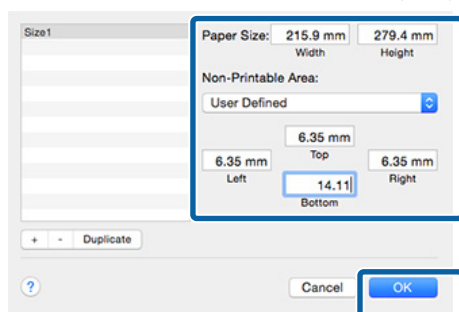 Size1
Paper Size: 215.9 mm 279.4 mm
Width Height
Non-Printable Area:
User Defined
6.35 mm
Top
6.35 mm 6.35 mm
Left Right
14.11
Bottom
+ - Duplicate
? Cancel OK